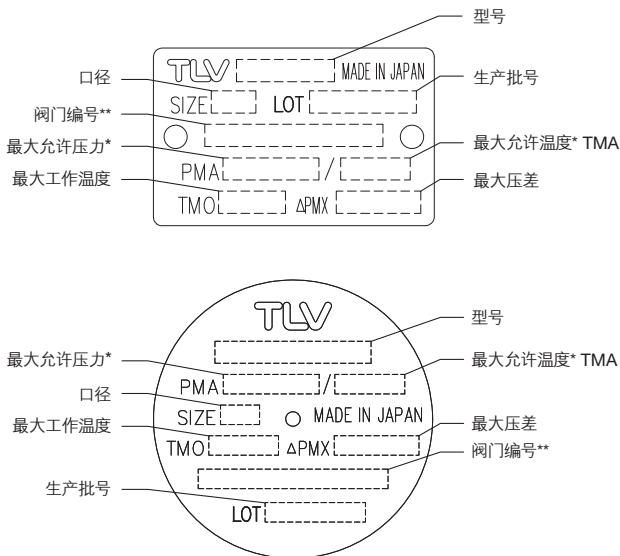 型号
TLV MADE IN JAPAN
口径 SIZE LOT 生产批号
阀门编号**
最大允许压力* PMA / 最大允许温度* TMA
最大工作温度 TMO ΔPMX 最大压差
TLV
型号
最大允许压力* PMA / 最大允许温度* TMA
口径 SIZE MADE IN JAPAN
最大工作温度 TMO ΔPMX 最大压差
阀门编号**
生产批号 LOT